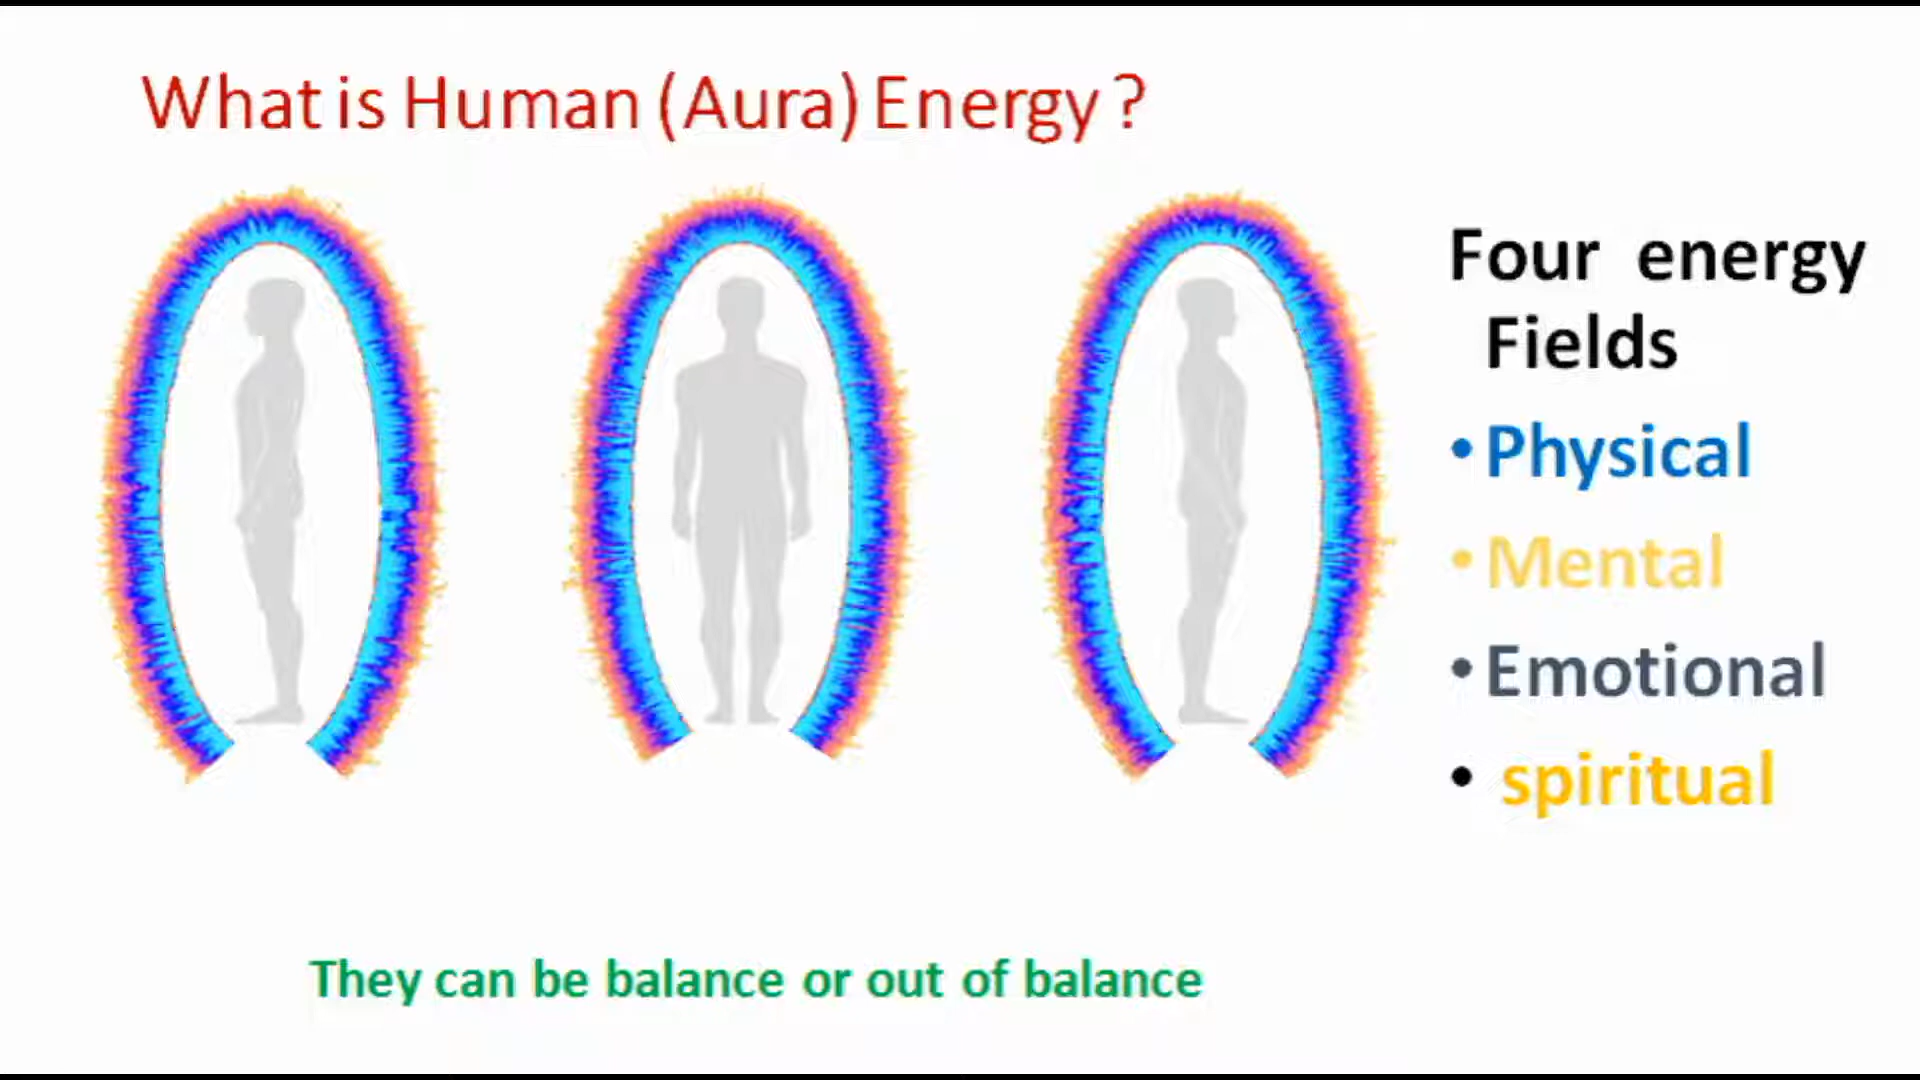 What is Human (Aura) Energy ?
Four energy
Fields
• Physical
• Mental
• Emotional
• spiritual
They can be balance or out of balance